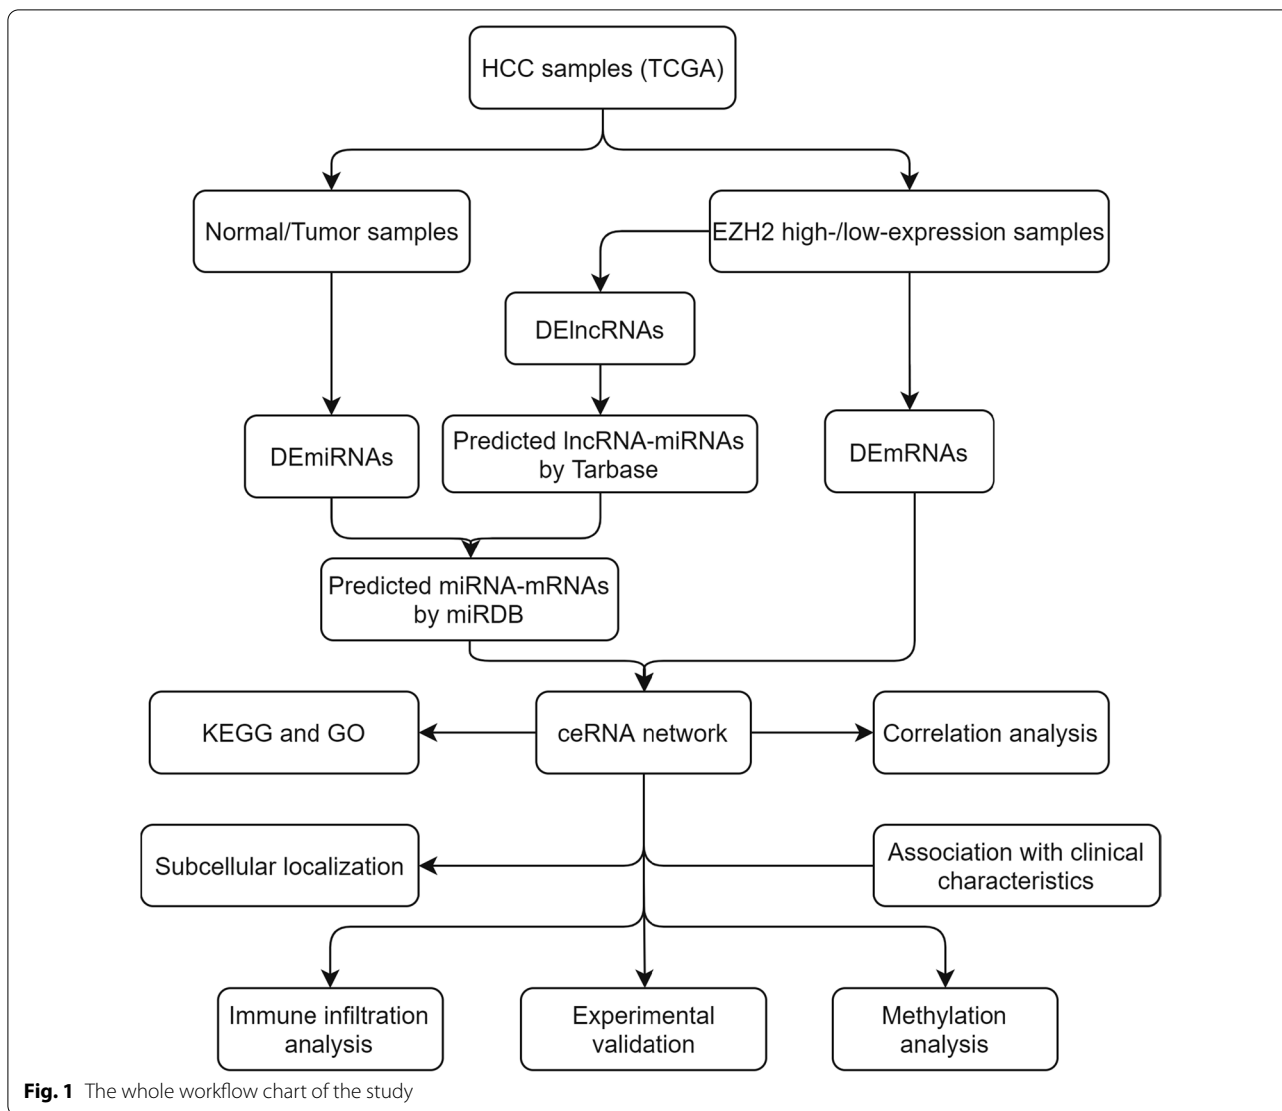 HCC samples (TCGA)
Normal/Tumor samples
EZH2 high-/low-expression samples
DElncRNAs
DEmiRNAs
Predicted lncRNA-miRNAs
by Tarbase
DEmRNAs
Predicted miRNA-mRNAs
by miRDB
KEGG and GO
ceRNA network
Correlation analysis
Subcellular localization
Association with clinical
characteristics
Immune infiltration
analysis
Experimental
validation
Methylation
analysis
Fig. 1 The whole workflow chart of the study